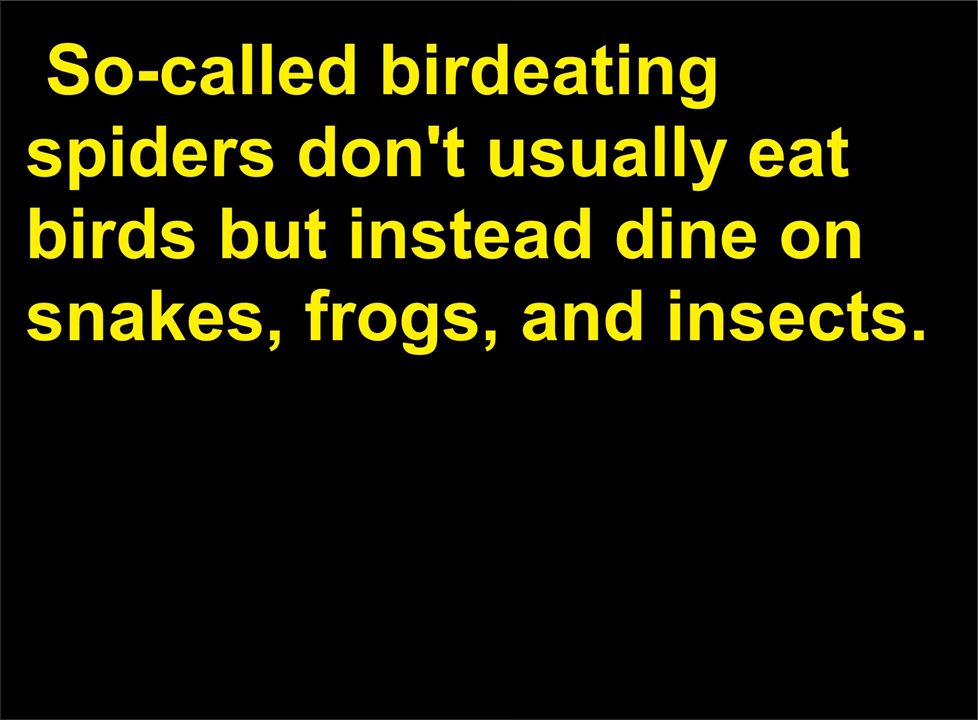 So-called birdeating
spiders don't usually eat
birds but instead dine on
snakes, frogs, and insects.